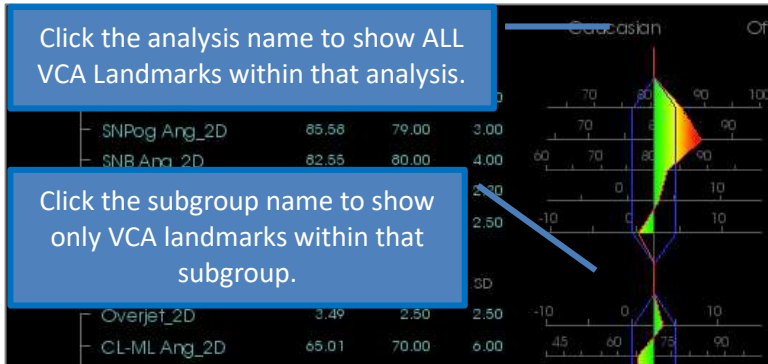 Click the analysis name to show ALL
VCA Landmarks within that analysis.
Caucasian
70 80 90 100
SNPog Ang_2D 85.58 79.00 3.00
70 8 90
SNB Ang_2D 82.55 80.00 4.00
60 70 80 90
0 10
2.50
-10 0 10
Click the subgroup name to show
only VCA landmarks within that
subgroup.
SD
Overjet_2D 3.49 2.50 2.50
-10 0 10
CL-ML Ang_2D 65.01 70.00 6.00
45 60 75 90